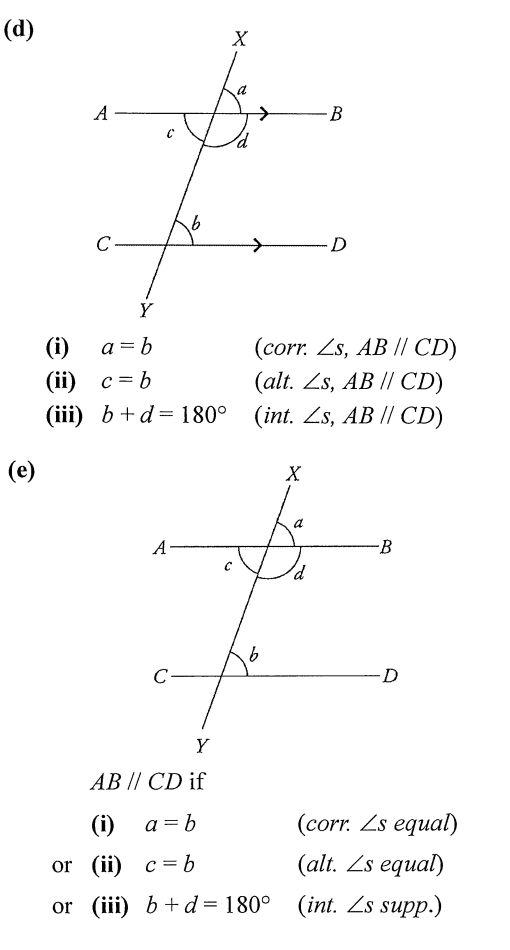 (d)
X
a
A
B
c
d
b
C
D
Y
(i) a = b (corr. ∠s, AB // CD)
(ii) c = b (alt. ∠s, AB // CD)
(iii) b + d = 180° (int. ∠s, AB // CD)
(e)
X
a
A
B
c
d
b
C
D
Y
AB // CD if
(i) a = b (corr. ∠s equal)
or (ii) c = b (alt. ∠s equal)
or (iii) b + d = 180° (int. ∠s supp.)